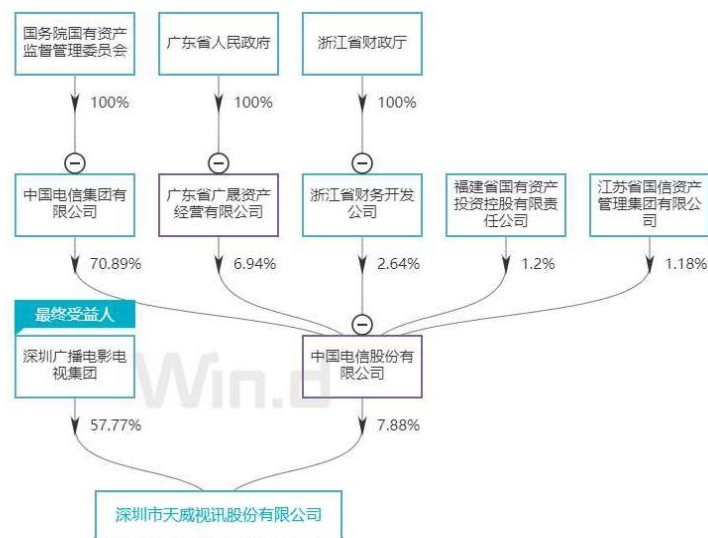 国务院国有资产
监督管理委员会
广东省人民政府
浙江省财政厅
100%
100%
100%
中国电信集团有
限公司
广东省广晟资产
经营有限公司
浙江省财务开发
公司
福建省国有资产
投资控股有限责
任公司
江苏省国信资产
管理集团有限公
司
70.89%
6.94%
2.64%
1.2%
1.18%
最终受益人
深圳广播电影电
视集团
中国电信股份有
限公司
Win.d
57.77%
7.88%
深圳市天威视讯股份有限公司